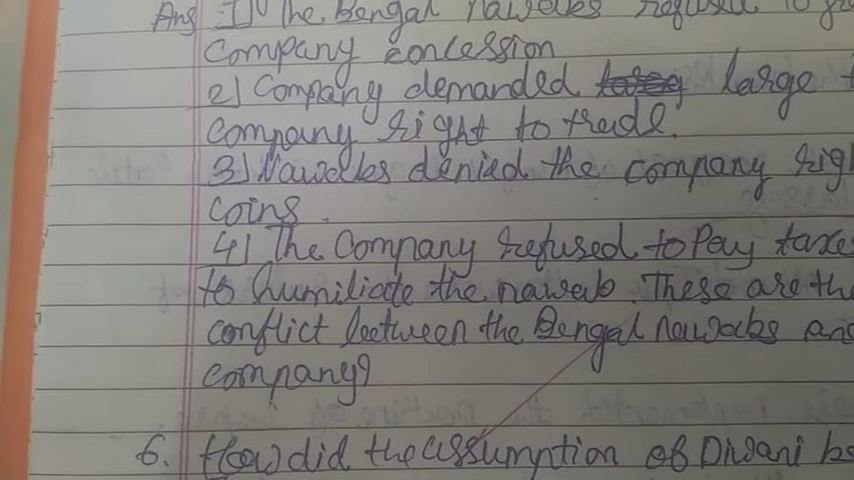 Ans :1) The Bengal nawabs refused to
Company concession
2) Company demanded large
Company right to trade.
3) Nawabs denied the company
coins.
4) The Company refused to Pay taxe
to humiliate the nawab. These are the
conflict between the Bengal nawabs and
company?
6. How did the assumption of Diwani be